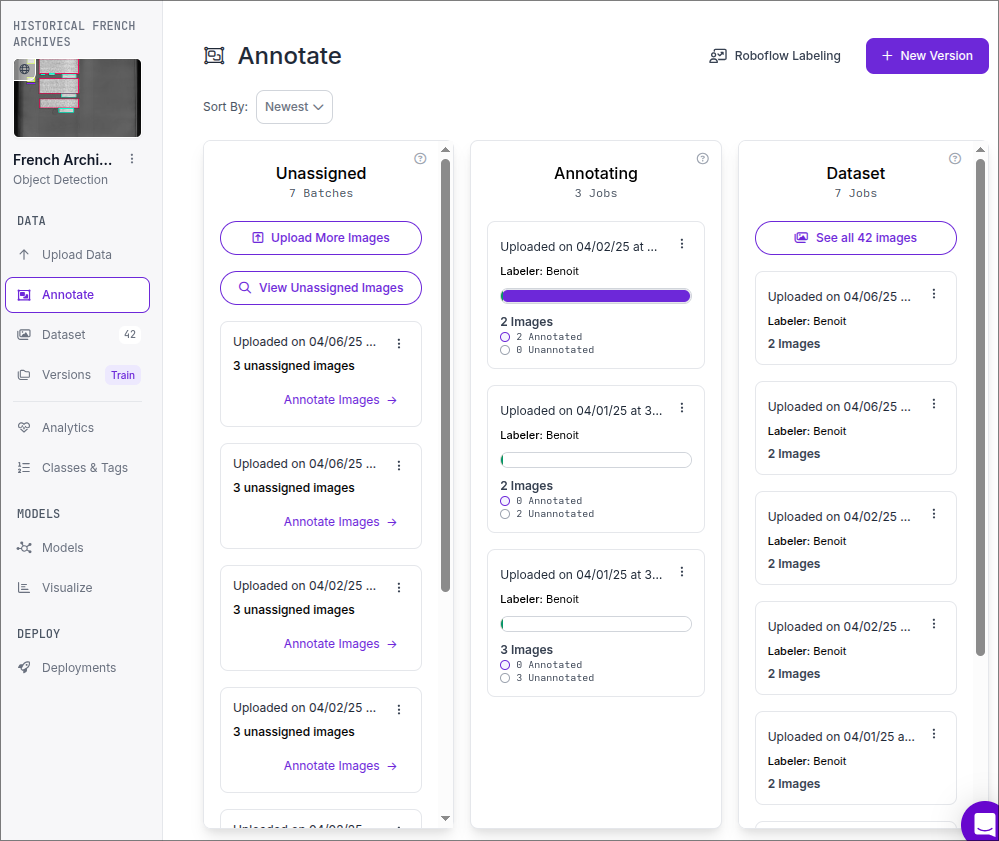 HISTORICAL FRENCH
ARCHIVES
French Archi...
Object Detection
DATA
Upload Data
Annotate
Dataset 42
Versions Train
Analytics
Classes & Tags
MODELS
Models
Visualize
DEPLOY
Deployments
Annotate
Roboflow Labeling
+ New Version
Sort By: Newest
Unassigned
7 Batches
Upload More Images
View Unassigned Images
Uploaded on 04/06/25 ...
3 unassigned images
Annotate Images →
Uploaded on 04/06/25 ...
3 unassigned images
Annotate Images →
Uploaded on 04/02/25 ...
3 unassigned images
Annotate Images →
Uploaded on 04/02/25 ...
3 unassigned images
Annotate Images →
Annotating
3 Jobs
Uploaded on 04/02/25 at ...
Labeler: Benoit
2 Images
2 Annotated
0 Unannotated
Uploaded on 04/01/25 at 3...
Labeler: Benoit
2 Images
0 Annotated
2 Unannotated
Uploaded on 04/01/25 at 3...
Labeler: Benoit
3 Images
0 Annotated
3 Unannotated
Dataset
7 Jobs
See all 42 images
Uploaded on 04/06/25 ...
Labeler: Benoit
2 Images
Uploaded on 04/06/25 ...
Labeler: Benoit
2 Images
Uploaded on 04/02/25 ...
Labeler: Benoit
2 Images
Uploaded on 04/02/25 ...
Labeler: Benoit
2 Images
Uploaded on 04/01/25 a...
Labeler: Benoit
2 Images